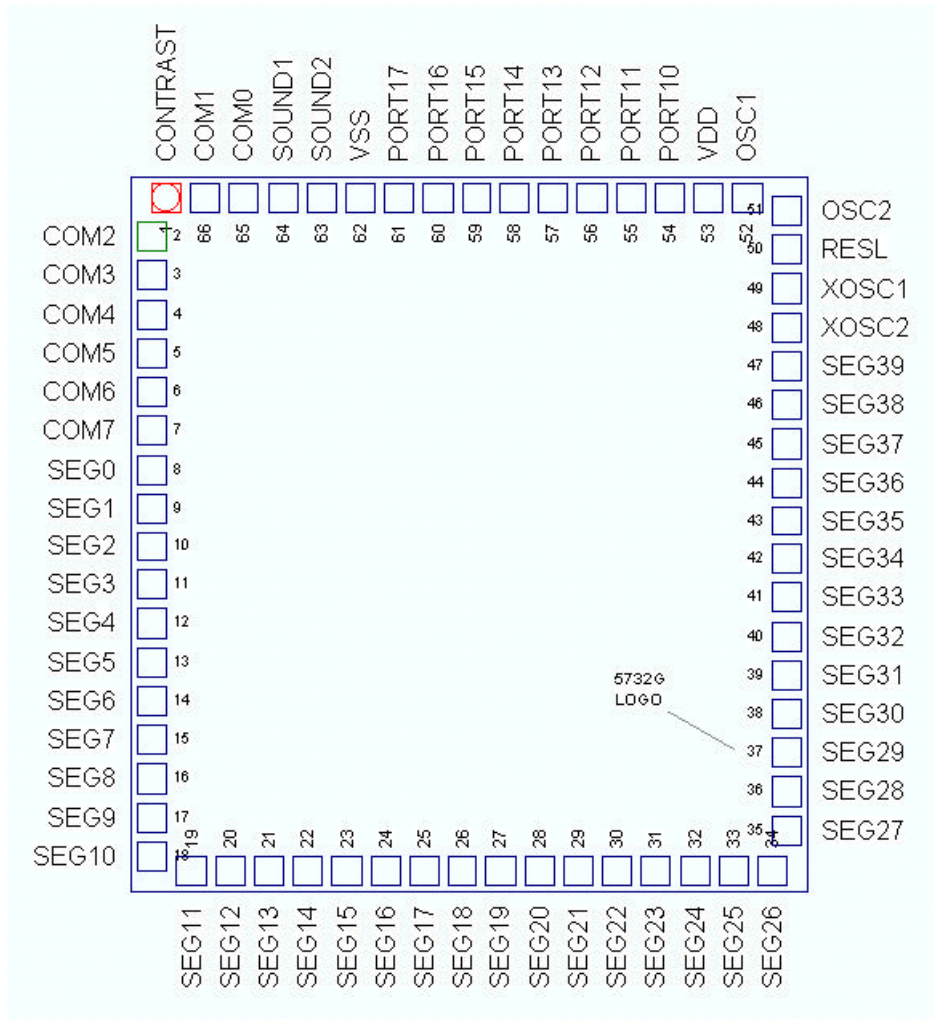 CONTRAST
COM1
COM0
SOUND1
SOUND2
VSS
PORT17
PORT16
PORT15
PORT14
PORT13
PORT12
PORT11
PORT10
VDD
OSC1
1
66
65
64
63
62
61
60
59
58
57
56
55
54
53
52
COM2 2
COM3 3
COM4 4
COM5 5
COM6 6
COM7 7
SEG0 8
SEG1 9
SEG2 10
SEG3 11
SEG4 12
SEG5 13
SEG6 14
SEG7 15
SEG8 16
SEG9 17
SEG10 18
51 OSC2
50 RESL
49 XOSC1
48 XOSC2
47 SEG39
46 SEG38
45 SEG37
44 SEG36
43 SEG35
42 SEG34
41 SEG33
40 SEG32
39 SEG31
38 SEG30
37 SEG29
36 SEG28
35 SEG27
5732G
LOGO
19
20
21
22
23
24
25
26
27
28
29
30
31
32
33
34
SEG11
SEG12
SEG13
SEG14
SEG15
SEG16
SEG17
SEG18
SEG19
SEG20
SEG21
SEG22
SEG23
SEG24
SEG25
SEG26